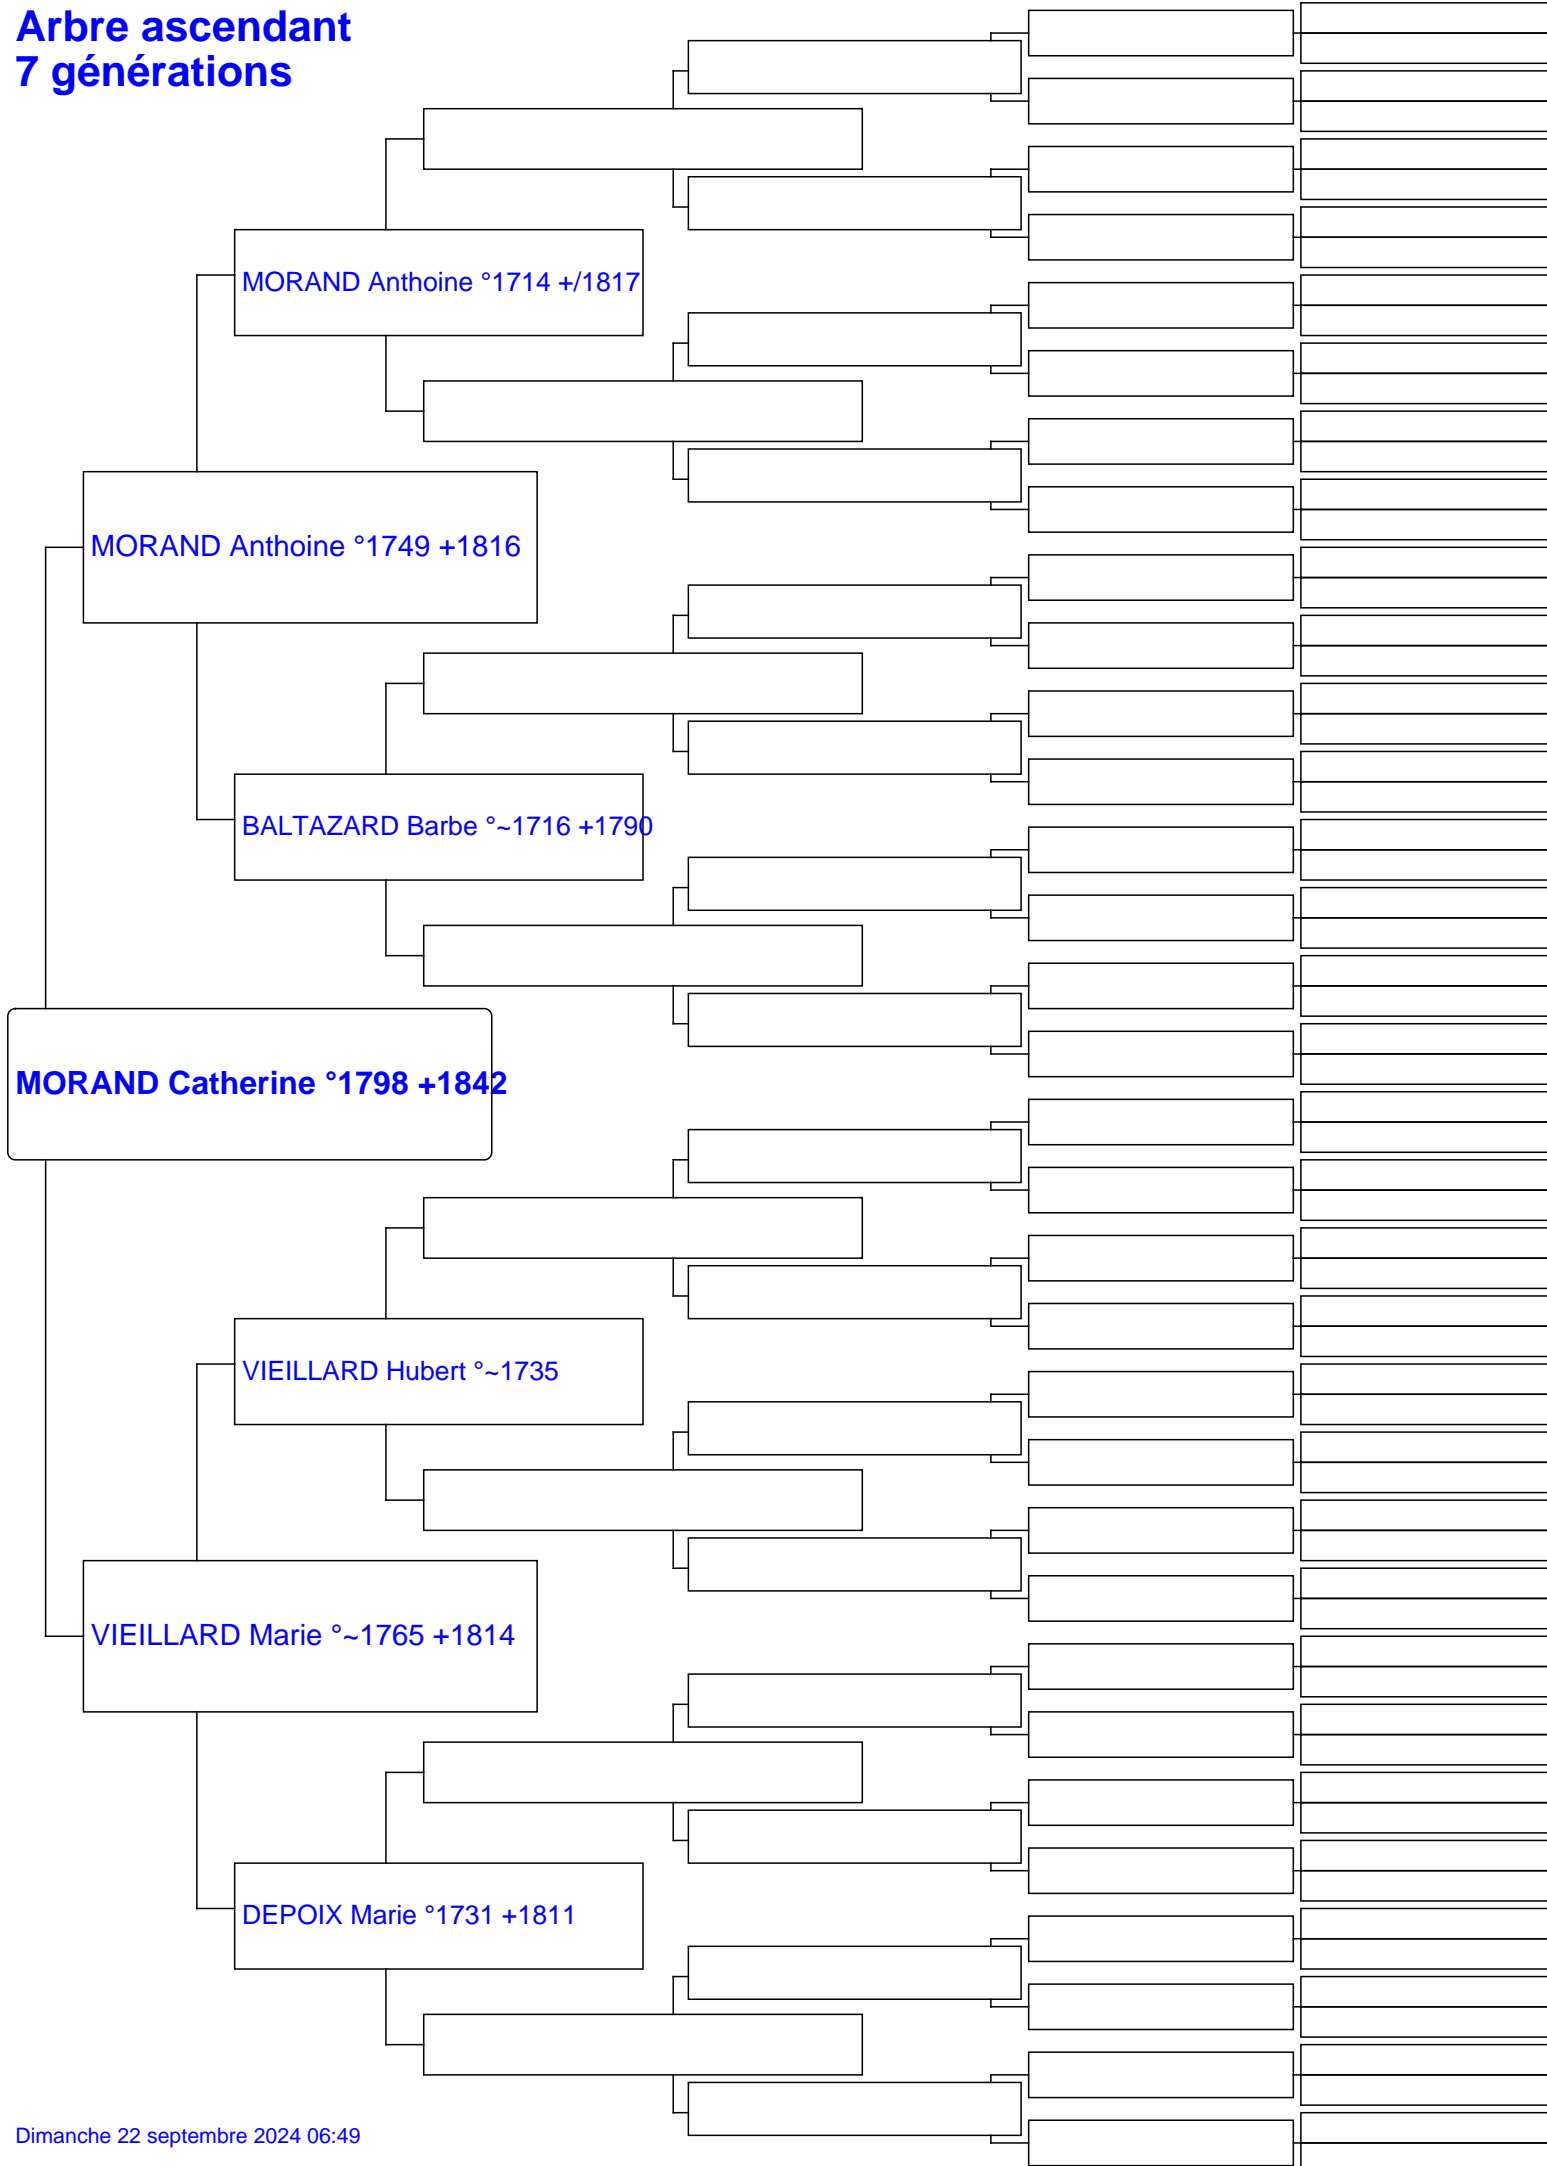 Arbre ascendant
7 générations
MORAND Anthoine °1714 +/1817
MORAND Anthoine °1749 +1816
BALTAZARD Barbe °~1716 +1790
MORAND Catherine °1798 +1842
VIEILLARD Hubert °~1735
VIEILLARD Marie °~1765 +1814
DEPOIX Marie °1731 +1811
Dimanche 22 septembre 2024 06:49